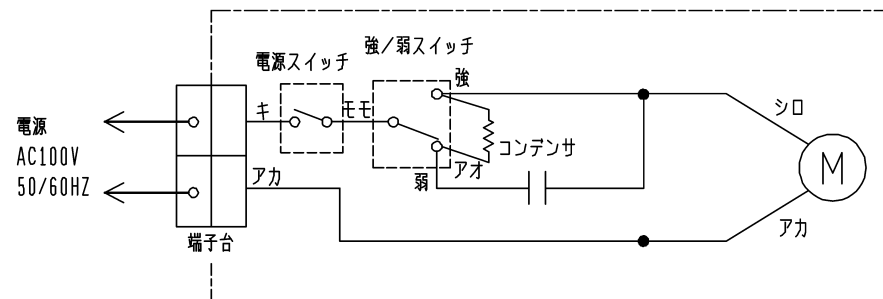 強/弱スイッチ
電源スイッチ
強
キ
モモ
シロ
電源
AC100V
50/60HZ
コンデンサ
アカ
アオ
弱
M
アカ
端子台